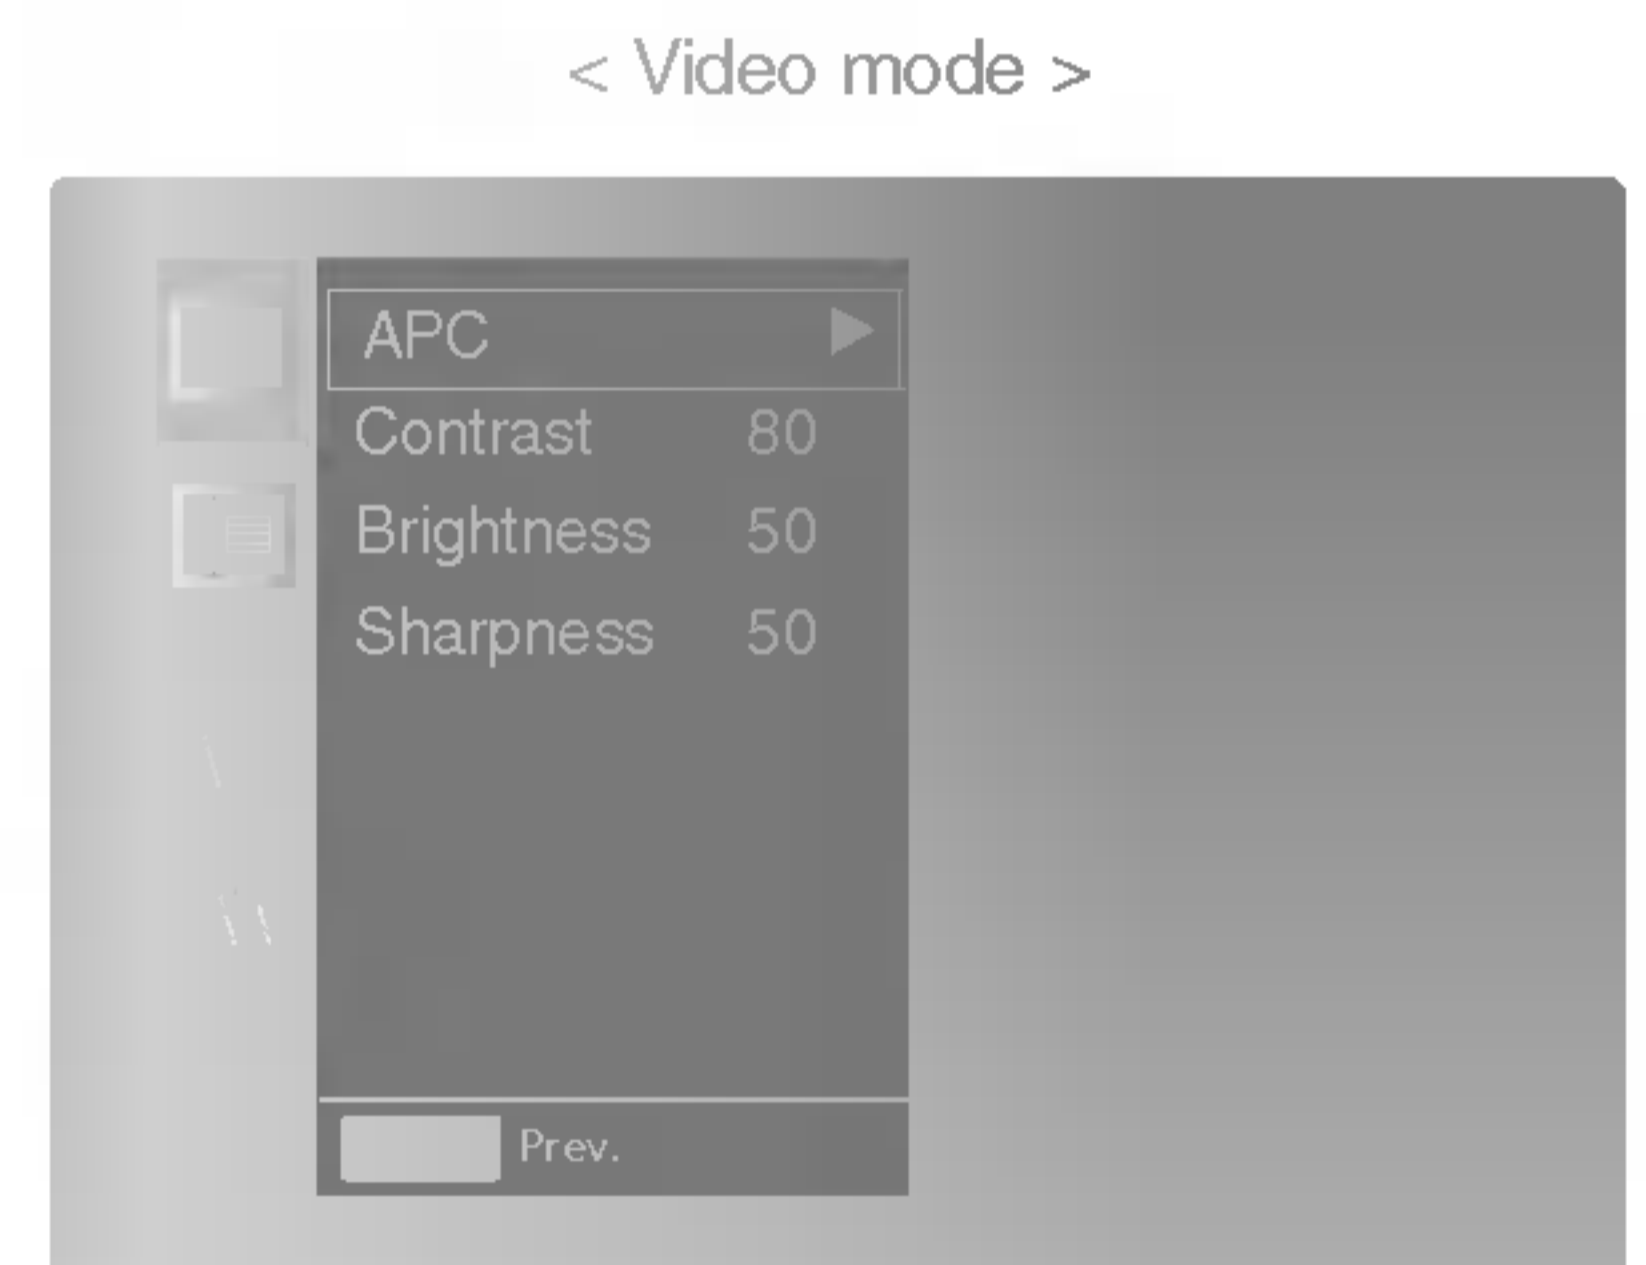 < Video mode >
APC
Contrast 80
Brightness 50
Sharpness 50
Prev.